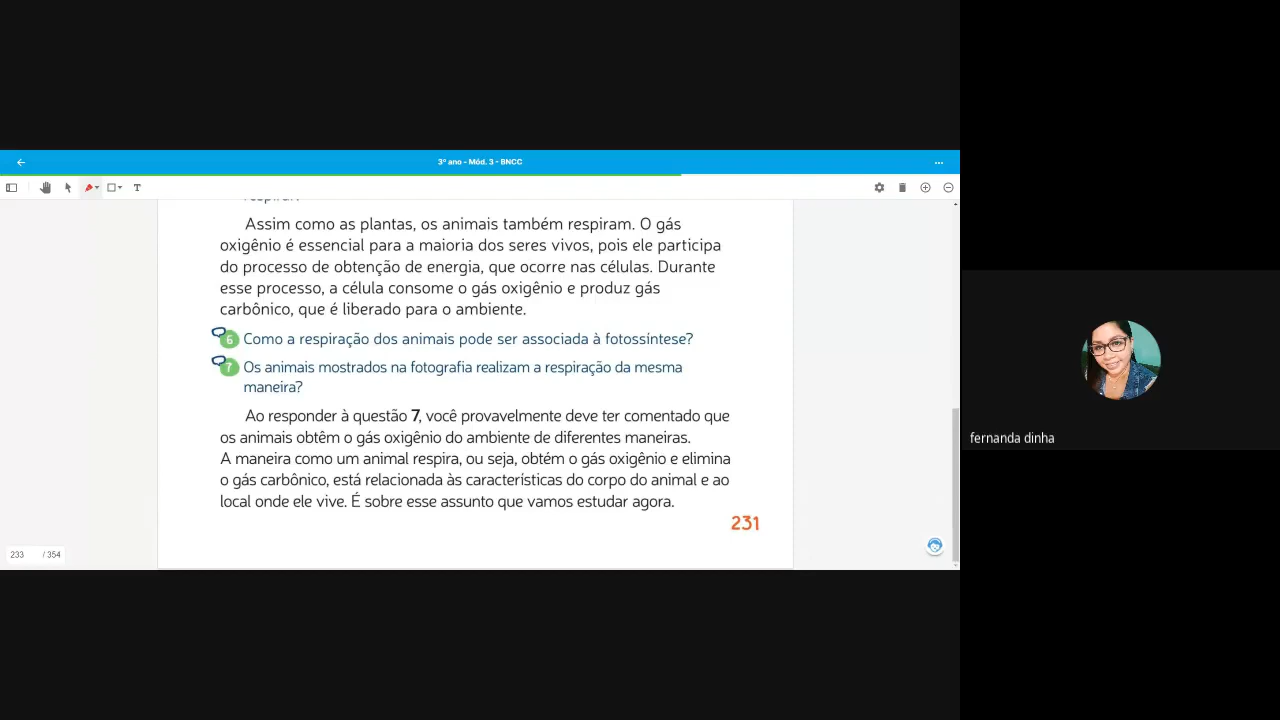 3º ano - Mód. 3 - BNCC
T
Assim como as plantas, os animais também respiram. O gás
oxigênio é essencial para a maioria dos seres vivos, pois ele participa
do processo de obtenção de energia, que ocorre nas células. Durante
esse processo, a célula consome o gás oxigênio e produz gás
carbônico, que é liberado para o ambiente.
6 Como a respiração dos animais pode ser associada à fotossíntese?
7 Os animais mostrados na fotografia realizam a respiração da mesma
maneira?
Ao responder à questão 7, você provavelmente deve ter comentado que
os animais obtêm o gás oxigênio do ambiente de diferentes maneiras.
A maneira como um animal respira, ou seja, obtém o gás oxigênio e elimina
o gás carbônico, está relacionada às características do corpo do animal e ao
local onde ele vive. É sobre esse assunto que vamos estudar agora.
231
233 / 354
fernanda dinha